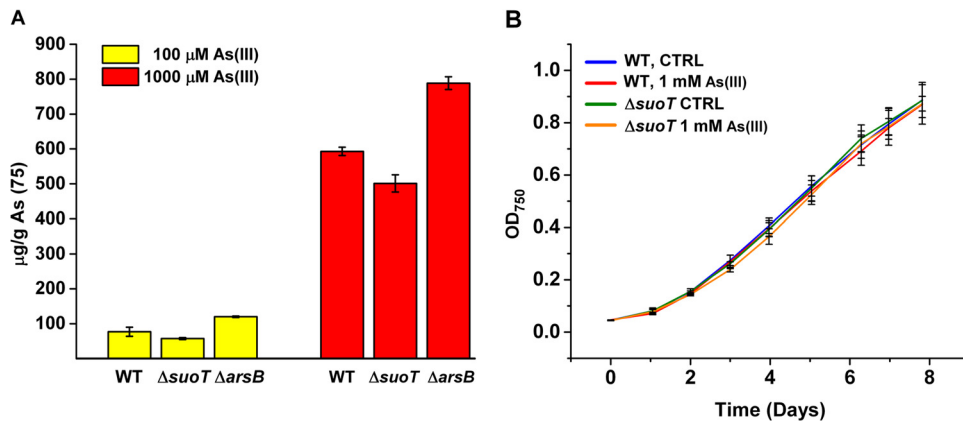 A
100 μM As(III)
1000 μM As(III)
μg/g As (75)
900
800
700
600
500
400
300
200
100
WT ΔsuoT ΔarsB WT ΔsuoT ΔarsB
B
WT, CTRL
WT, 1 mM As(III)
ΔsuoT CTRL
ΔsuoT 1 mM As(III)
OD750
1.0
0.8
0.6
0.4
0.2
0.0
0 2 4 6 8
Time (Days)